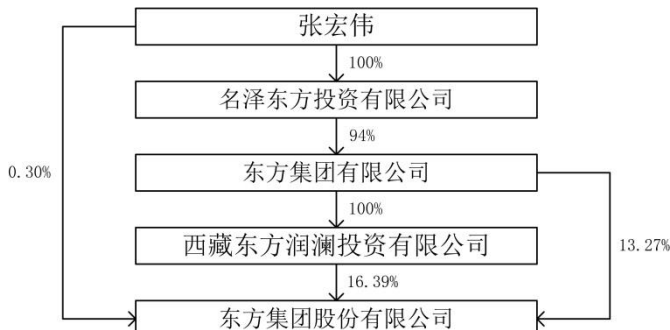 张宏伟
100%
名泽东方投资有限公司
94%
0.30%
东方集团有限公司
100%
西藏东方润澜投资有限公司
13.27%
16.39%
东方集团股份有限公司